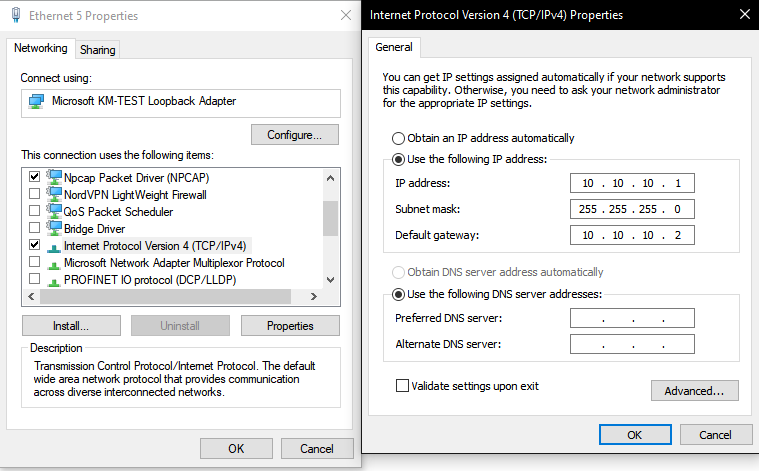 Ethernet 5 Properties
Networking
Sharing
Connect using:
Microsoft KM-TEST Loopback Adapter
Configure...
This connection uses the following items:
Npcap Packet Driver (NPCAP)
NordVPN LightWeight Firewall
QoS Packet Scheduler
Bridge Driver
Internet Protocol Version 4 (TCP/IPv4)
Microsoft Network Adapter Multiplexor Protocol
PROFINET IO protocol (DCP/LLDP)
Install...
Uninstall
Properties
Description
Transmission Control Protocol/Internet Protocol. The default
wide area network protocol that provides communication
across diverse interconnected networks.
OK
Cancel
Internet Protocol Version 4 (TCP/IPv4) Properties
General
You can get IP settings assigned automatically if your network supports
this capability. Otherwise, you need to ask your network administrator
for the appropriate IP settings.
Obtain an IP address automatically
Use the following IP address:
IP address: 10 . 10 . 10 . 1
Subnet mask: 255 . 255 . 255 . 0
Default gateway: 10 . 10 . 10 . 2
Obtain DNS server address automatically
Use the following DNS server addresses:
Preferred DNS server: . . .
Alternate DNS server: . . .
Validate settings upon exit
Advanced...
OK
Cancel